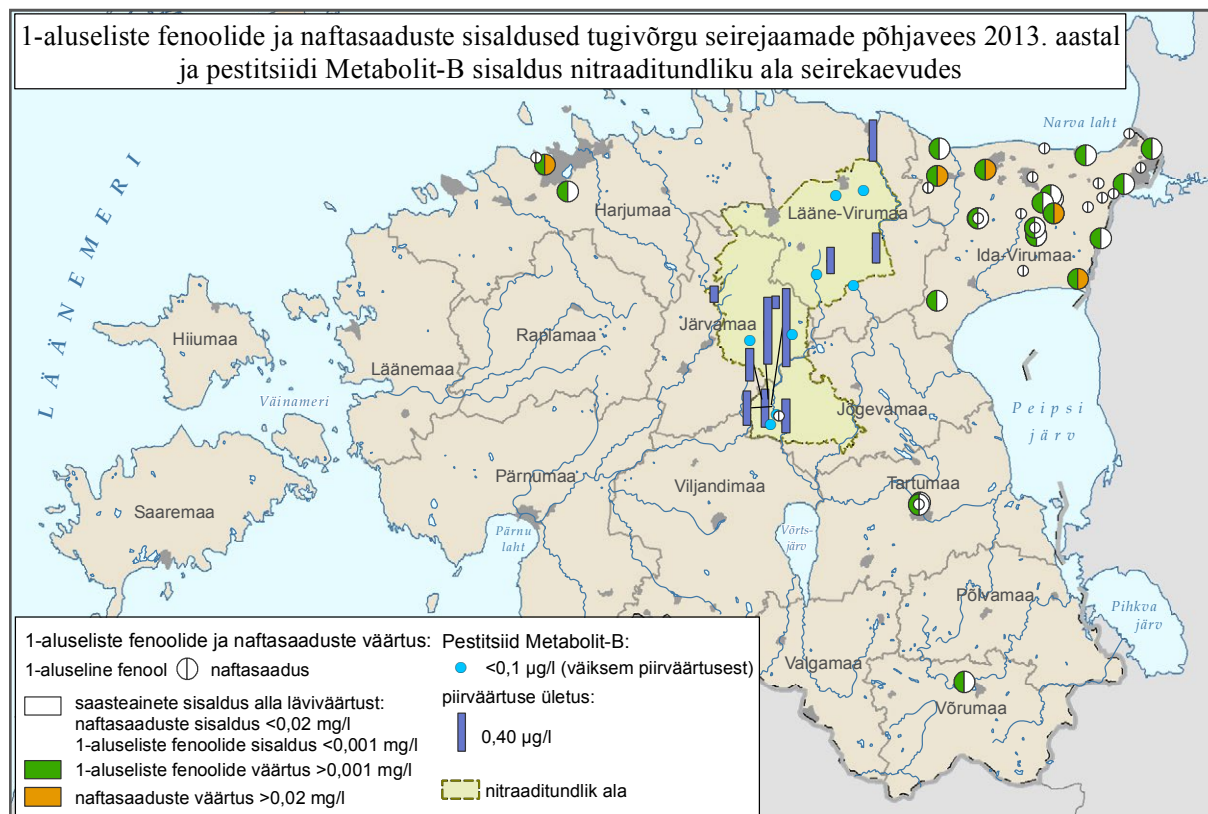 1-aluseliste fenoolide ja naftasaaduste sisaldused tugivõrgu seirejaamade põhjavees 2013. aastal
ja pestitsiidi Metabolit-B sisaldus nitraaditundliku ala seirekaevudes
Narva laht
LÄÄNEMERI
Harjumaa
Lääne-Virumaa
Ida-Virumaa
Hiiumaa
Raplamaa
Järvamaa
Läänemaa
Väinameri
Jõgevamaa
Peipsi
järv
Pärnumaa
Viljandimaa
Tartumaa
Saaremaa
Pärnu
laht
Võrts-
järv
Põlvamaa
Pihkva
järv
Valgamaa
Võrumaa
1-aluseliste fenoolide ja naftasaaduste väärtus:
1-aluseline fenool naftasaadus
saasteainete sisaldus alla läviväärtust:
naftasaaduste sisaldus <0,02 mg/l
1-aluseliste fenoolide sisaldus <0,001 mg/l
1-aluseliste fenoolide väärtus >0,001 mg/l
naftasaaduste väärtus >0,02 mg/l
Pestitsiid Metabolit-B:
<0,1 µg/l (väiksem piirväärtusest)
piirväärtuse ületus:
0,40 µg/l
nitraaditundlik ala